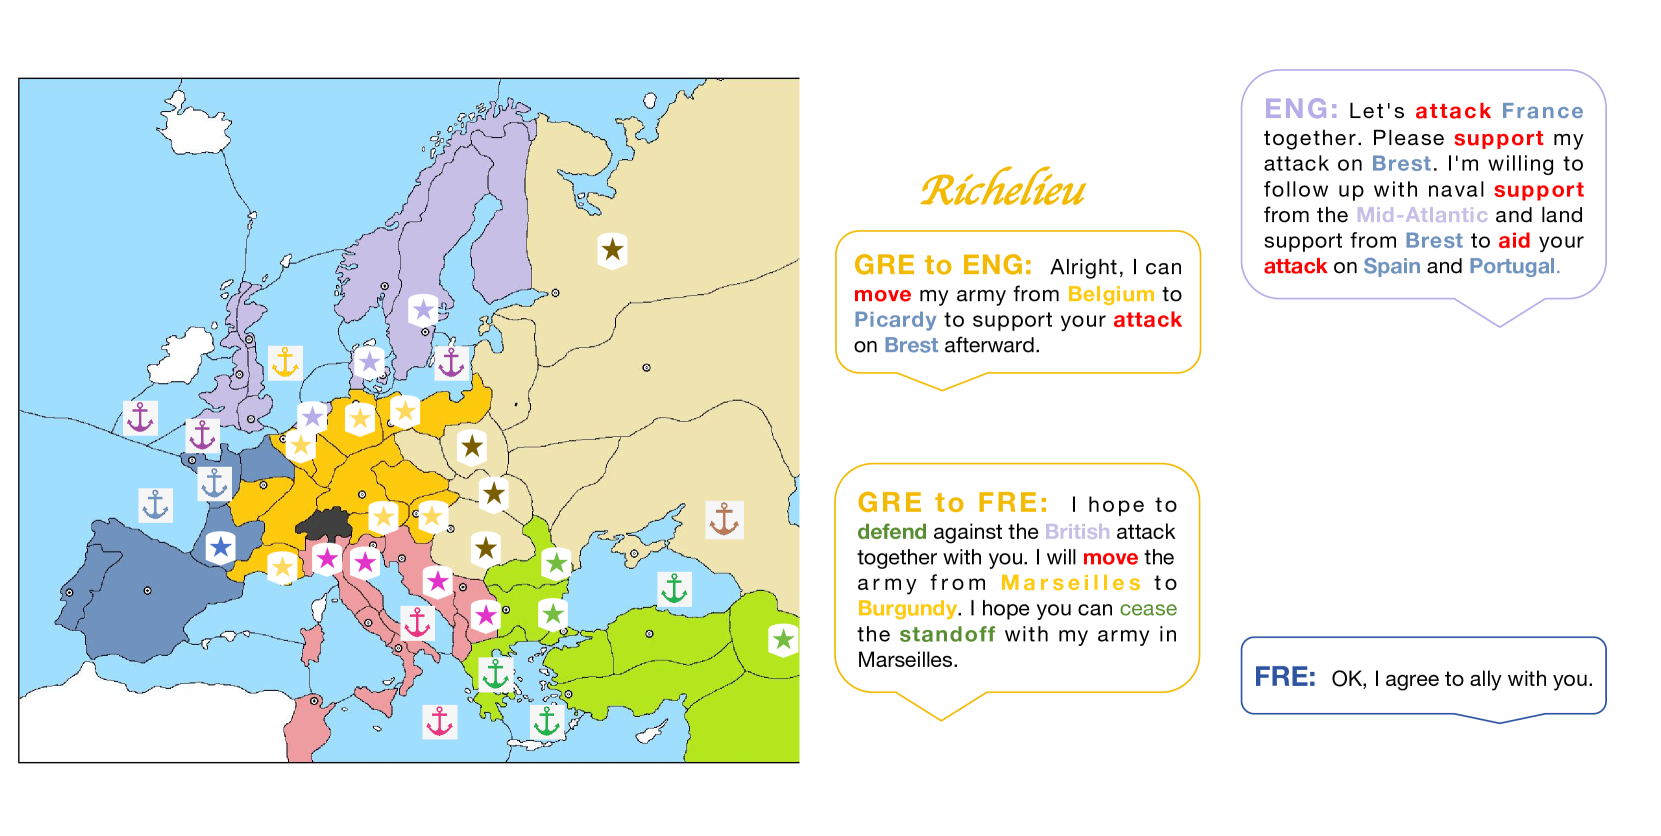 Richelieu
GRE to ENG: Alright, I can
move my army from Belgium to
Picardy to support your attack
on Brest afterward.
ENG: Let's attack France
together. Please support my
attack on Brest. I'm willing to
follow up with naval support
from the Mid-Atlantic and land
support from Brest to aid your
attack on Spain and Portugal.
GRE to FRE: I hope to
defend against the British attack
together with you. I will move the
army from Marseilles to
Burgundy. I hope you can cease
the standoff with my army in
Marseilles.
FRE: OK, I agree to ally with you.